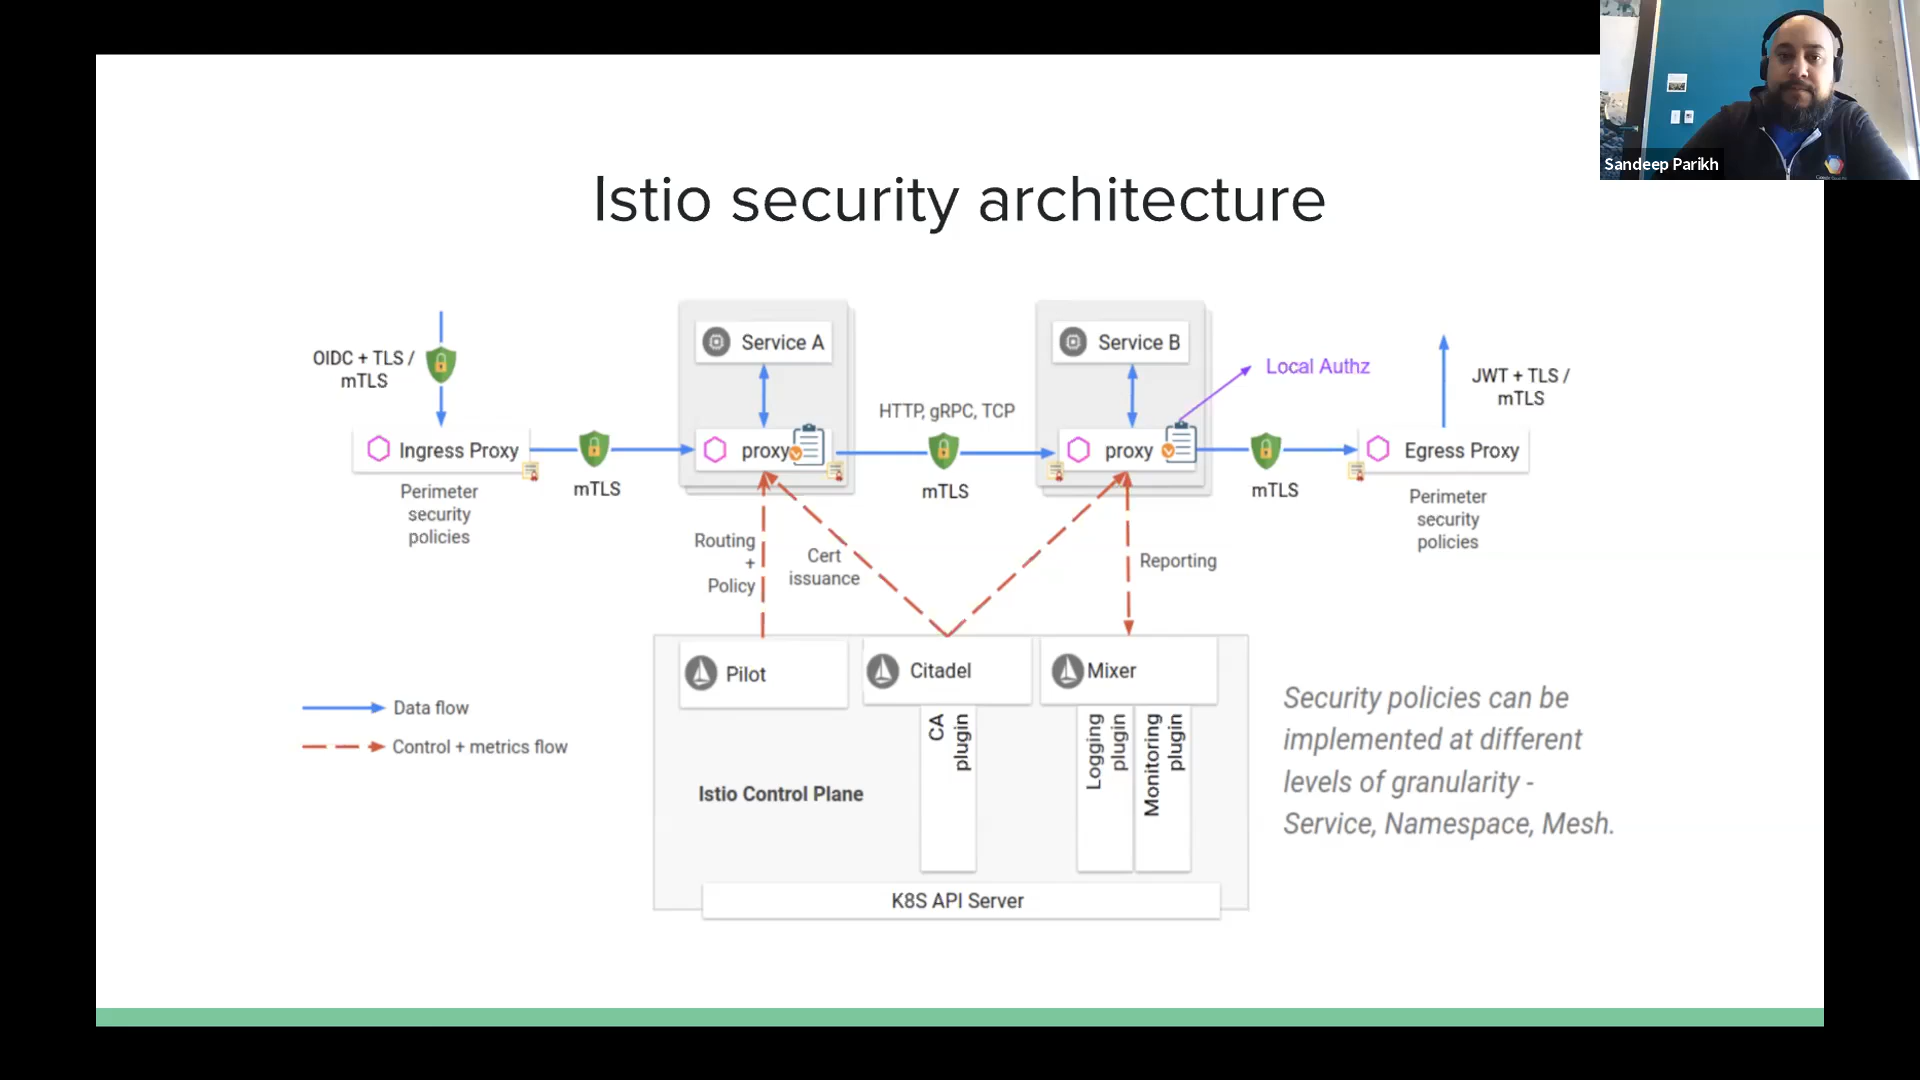 Sandeep Parikh
Istio security architecture
OIDC + TLS /
mTLS
Service A
Service B
Local Authz
JWT + TLS /
mTLS
HTTP, gRPC, TCP
Ingress Proxy
proxy
proxy
Egress Proxy
mTLS
mTLS
mTLS
Perimeter
security
policies
Perimeter
security
policies
Routing
+
Policy
Cert
issuance
Reporting
Pilot
Citadel
Mixer
CA
plugin
Logging
plugin
Monitoring
plugin
Data flow
Control + metrics flow
Istio Control Plane
K8S API Server
Security policies can be
implemented at different
levels of granularity -
Service, Namespace, Mesh.